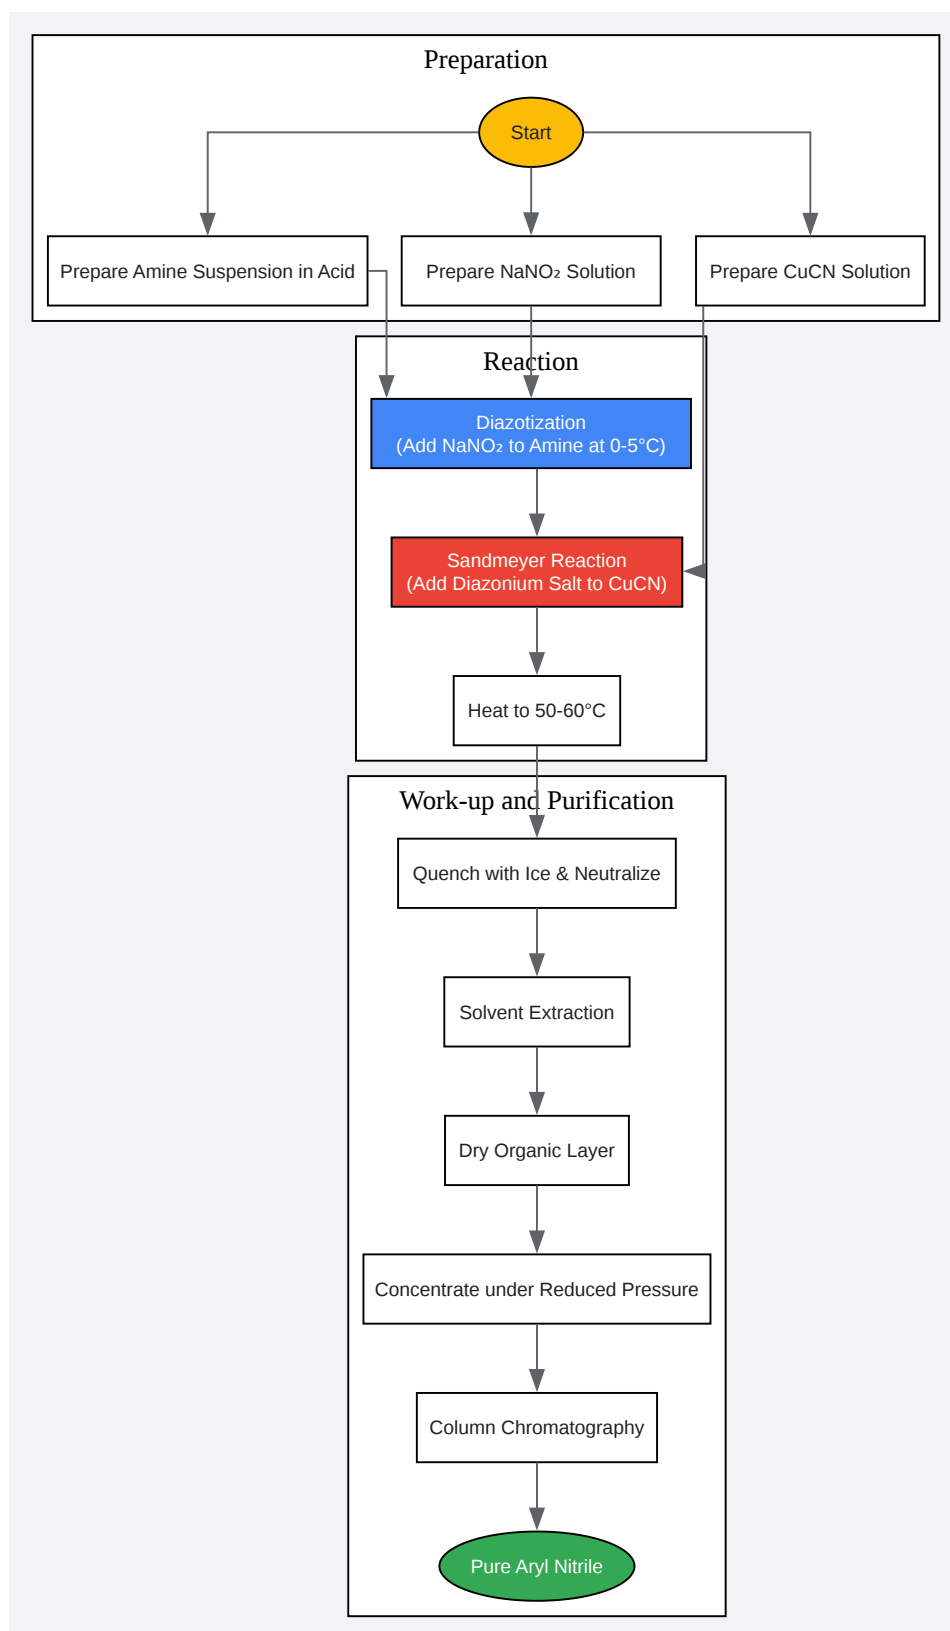 Preparation
Start
Prepare Amine Suspension in Acid
Prepare NaNO₂ Solution
Prepare CuCN Solution
Reaction
Diazotization
(Add NaNO₂ to Amine at 0-5°C)
Sandmeyer Reaction
(Add Diazonium Salt to CuCN)
Heat to 50-60°C
Work-up and Purification
Quench with Ice & Neutralize
Solvent Extraction
Dry Organic Layer
Concentrate under Reduced Pressure
Column Chromatography
Pure Aryl Nitrile